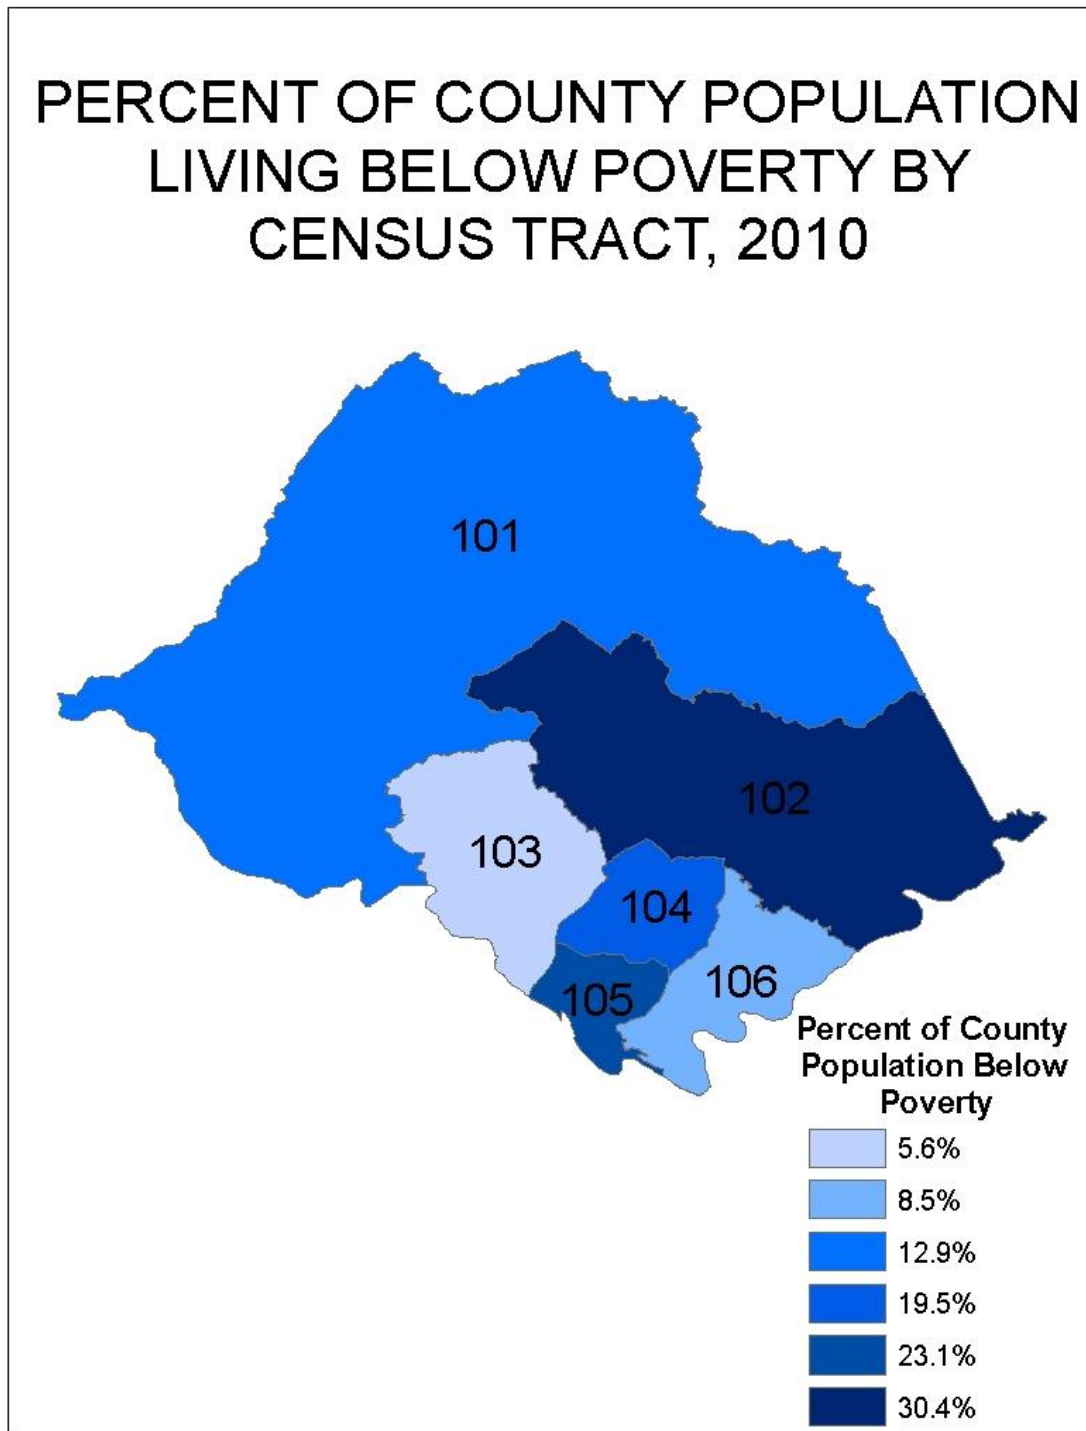 PERCENT OF COUNTY POPULATION
LIVING BELOW POVERTY BY
CENSUS TRACT, 2010
101
102
103
104
105
106
Percent of County
Population Below
Poverty
5.6%
8.5%
12.9%
19.5%
23.1%
30.4%